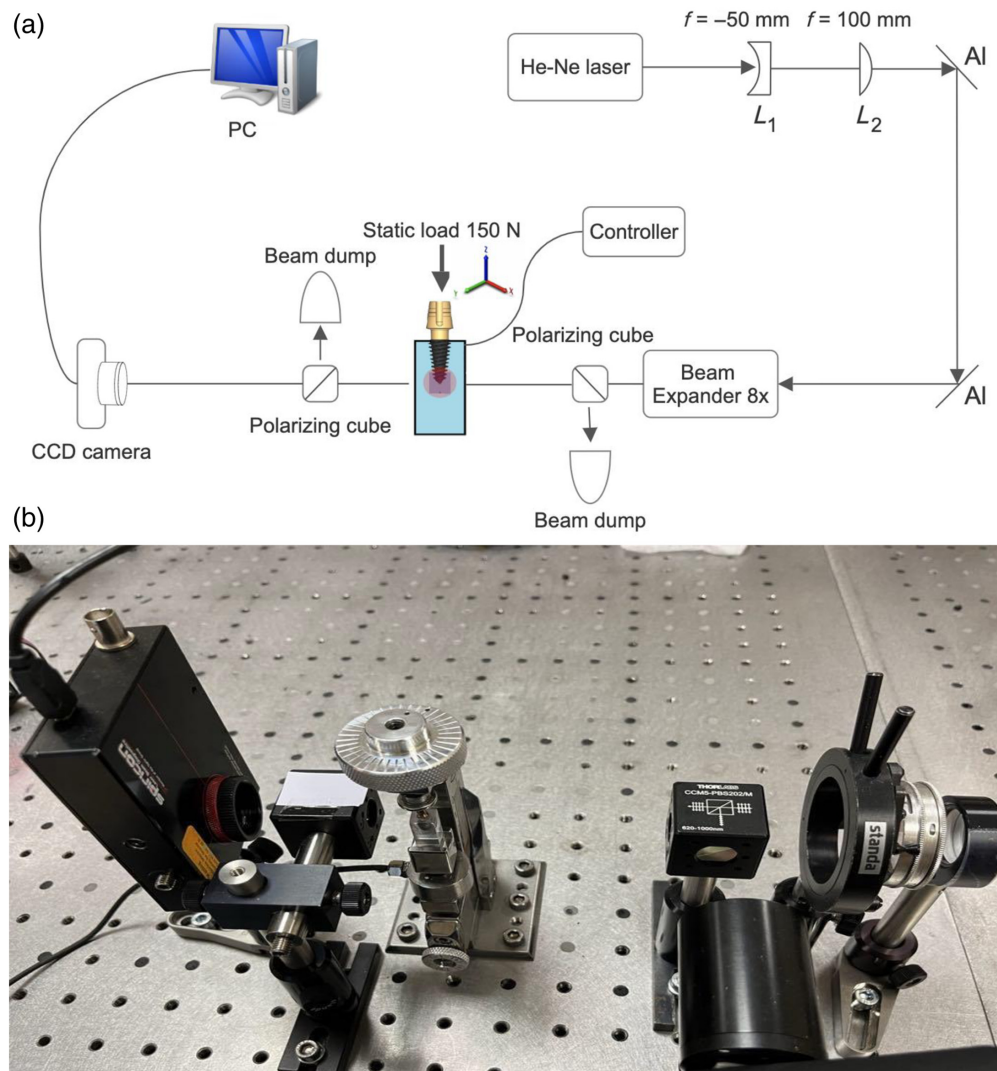 (a)
f = –50 mm f = 100 mm
He-Ne laser
Al
L1
L2
PC
Static load 150 N
Controller
Beam dump
z
Y
X
Polarizing cube
Beam
Expander 8x
Al
Polarizing cube
CCD camera
Beam dump
(b)
THORLABS
CCM5-PBS202/M
620-1000nm
standa